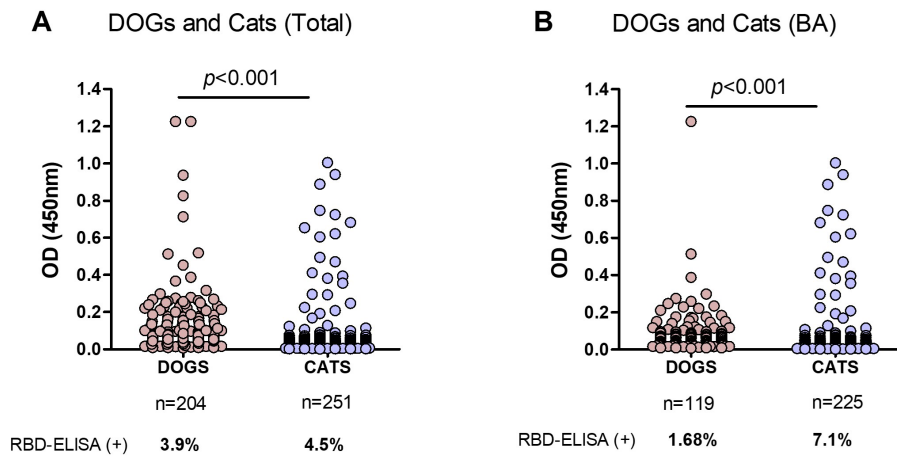 A DOGs and Cats (Total)
p<0.001
OD (450nm)
1.4
1.2
1.0
0.8
0.6
0.4
0.2
0.0
DOGS CATS
n=204 n=251
RBD-ELISA (+) 3.9% 4.5%
B DOGs and Cats (BA)
p<0.001
OD (450nm)
1.4
1.2
1.0
0.8
0.6
0.4
0.2
0.0
DOGS CATS
n=119 n=225
RBD-ELISA (+) 1.68% 7.1%